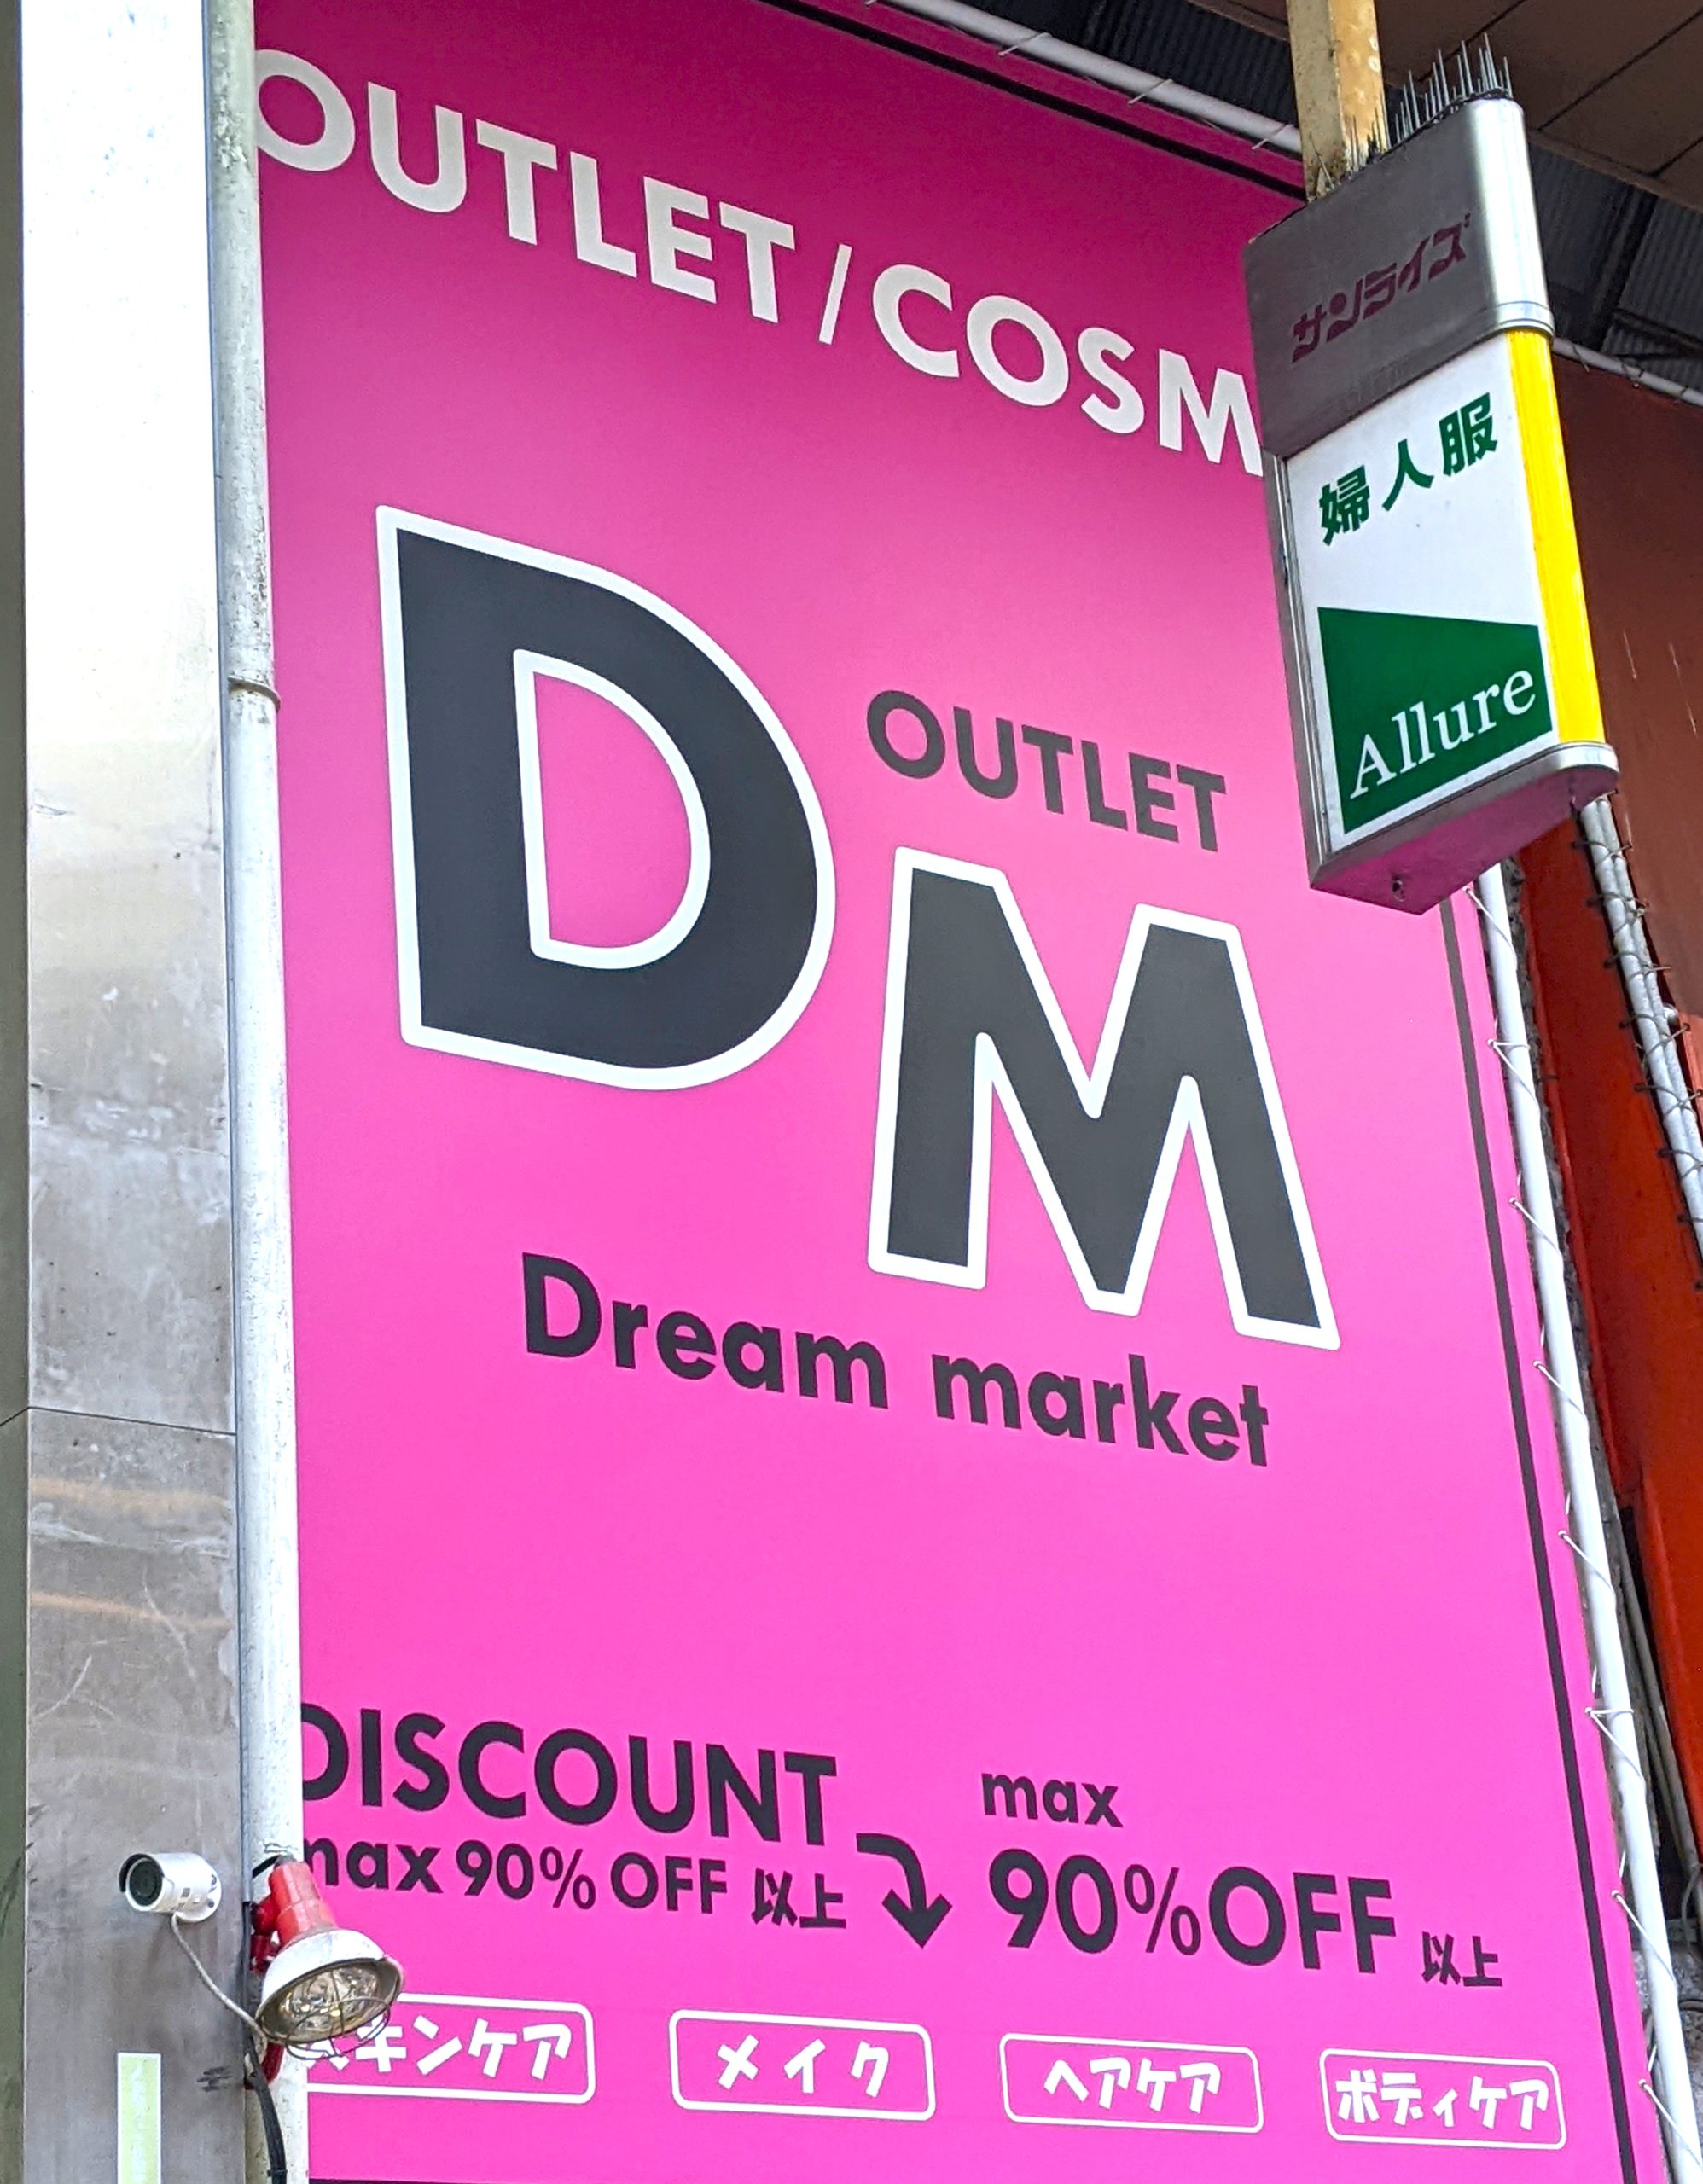 OUTLET/COSM
サンライズ
婦人服
Allure
D
OUTLET
M
Dream market
DISCOUNT
max 90% OFF 以上
max
90%OFF 以上
スキンケア
メイク
ヘアケア
ボディケア